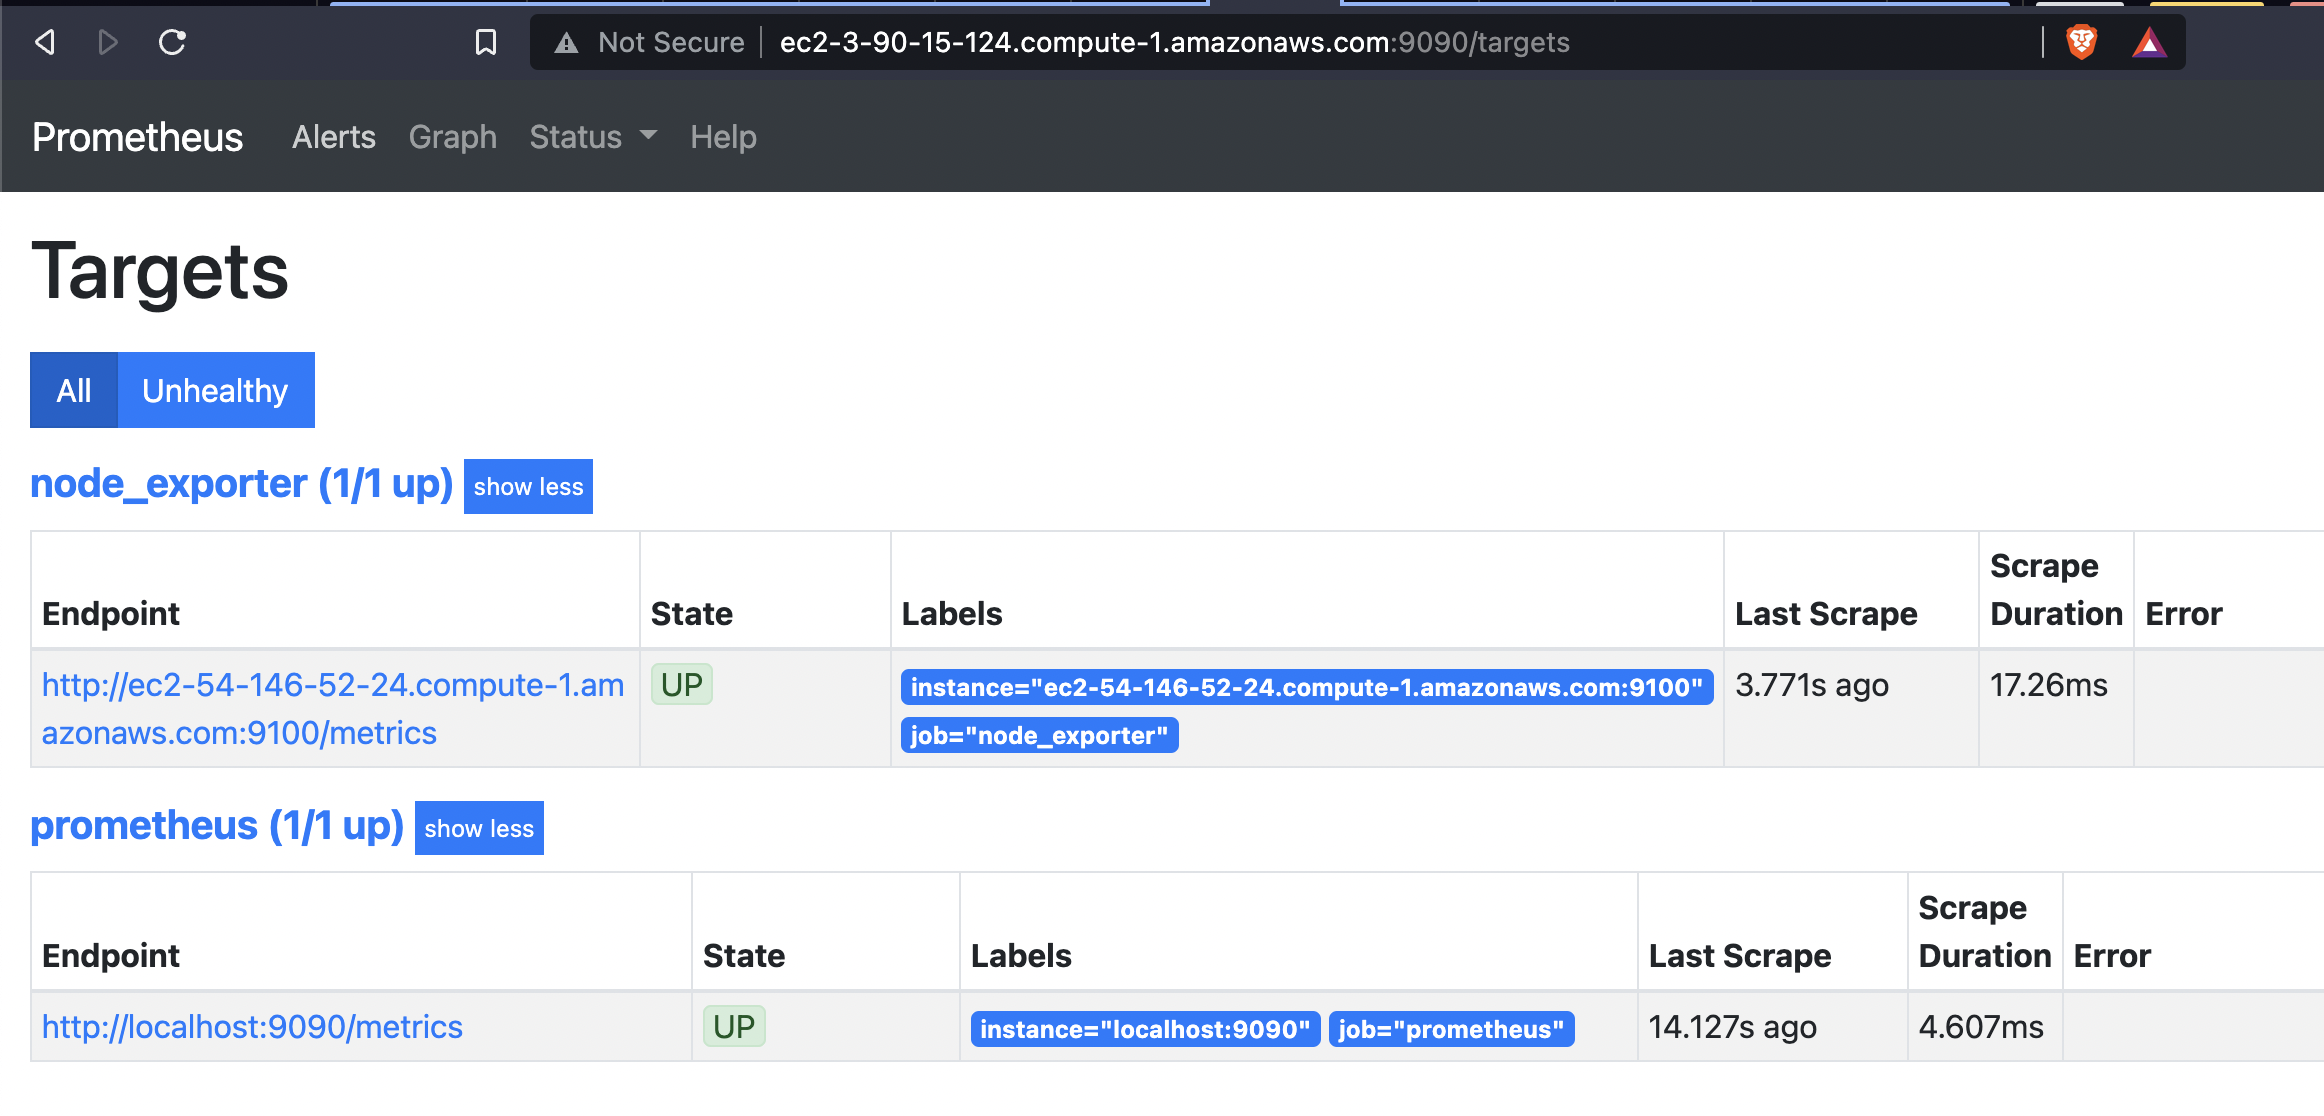 Not Secure ec2-3-90-15-124.compute-1.amazonaws.com:9090/targets
Prometheus Alerts Graph Status Help
Targets
All Unhealthy
node_exporter (1/1 up) show less
Endpoint State Labels Last Scrape Scrape Duration Error
http://ec2-54-146-52-24.compute-1.am
azonaws.com:9100/metrics
UP
instance="ec2-54-146-52-24.compute-1.amazonaws.com:9100"
job="node_exporter"
3.771s ago
17.26ms
prometheus (1/1 up) show less
Endpoint State Labels Last Scrape Scrape Duration Error
http://localhost:9090/metrics UP instance="localhost:9090" job="prometheus" 14.127s ago 4.607ms